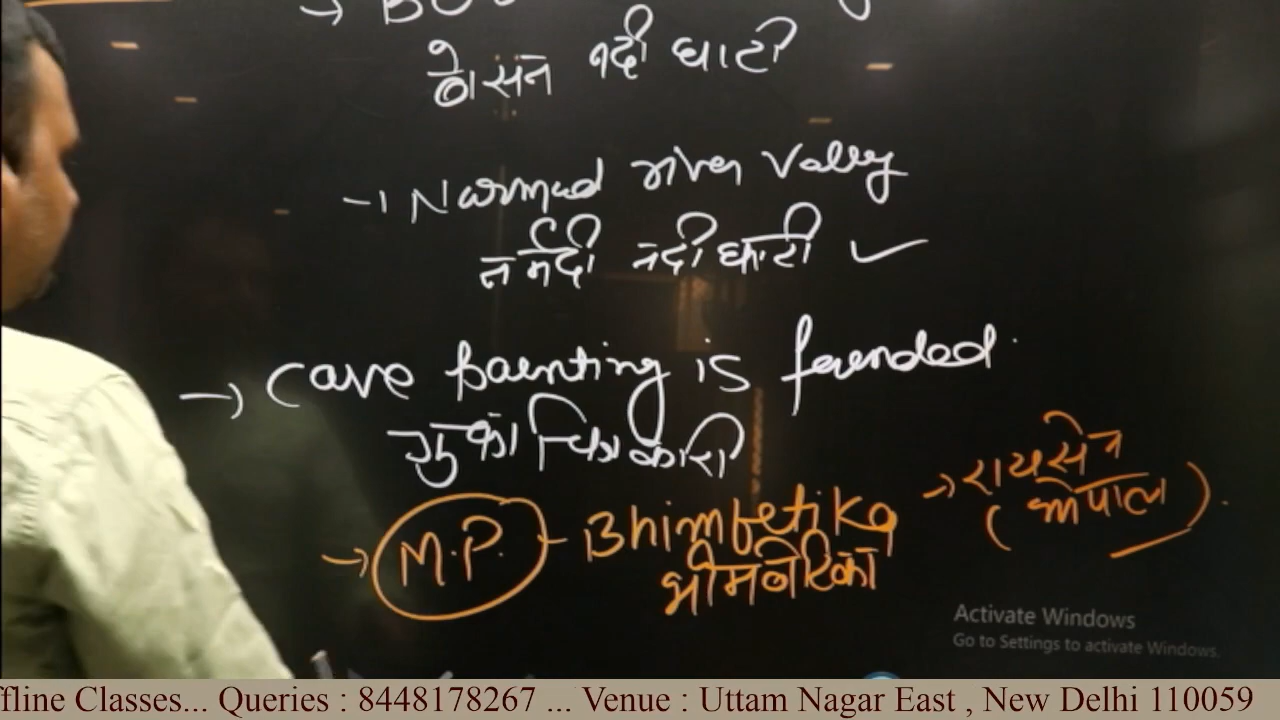 बेसन नदी घाटी
→ Narmad river Valley
नर्मदी नदी घाटी ✓
→ Cave painting is founded.
गुफा चित्रकारी
→ M.P. - Bhimbetika → रायसेन
भीमबेटिका ( भोपाल ).
Activate Windows
Go to Settings to activate Windows.
ffline Classes... Queries : 8448178267 ... Venue : Uttam Nagar East , New Delhi 110059